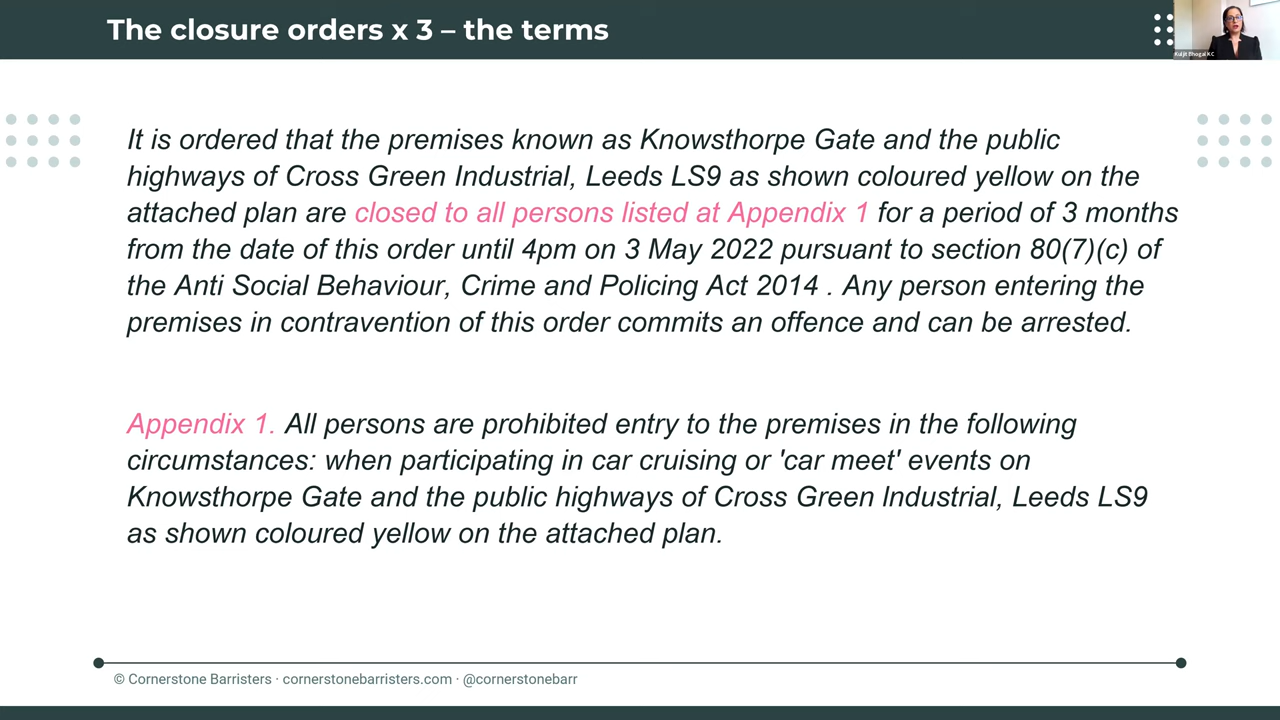 The closure orders x 3 – the terms
Kuljit Bhogal KC
It is ordered that the premises known as Knowsthorpe Gate and the public
highways of Cross Green Industrial, Leeds LS9 as shown coloured yellow on the
attached plan are closed to all persons listed at Appendix 1 for a period of 3 months
from the date of this order until 4pm on 3 May 2022 pursuant to section 80(7)(c) of
the Anti Social Behaviour, Crime and Policing Act 2014 . Any person entering the
premises in contravention of this order commits an offence and can be arrested.
Appendix 1. All persons are prohibited entry to the premises in the following
circumstances: when participating in car cruising or 'car meet' events on
Knowsthorpe Gate and the public highways of Cross Green Industrial, Leeds LS9
as shown coloured yellow on the attached plan.
© Cornerstone Barristers · cornerstonebarristers.com · @cornerstonebarr